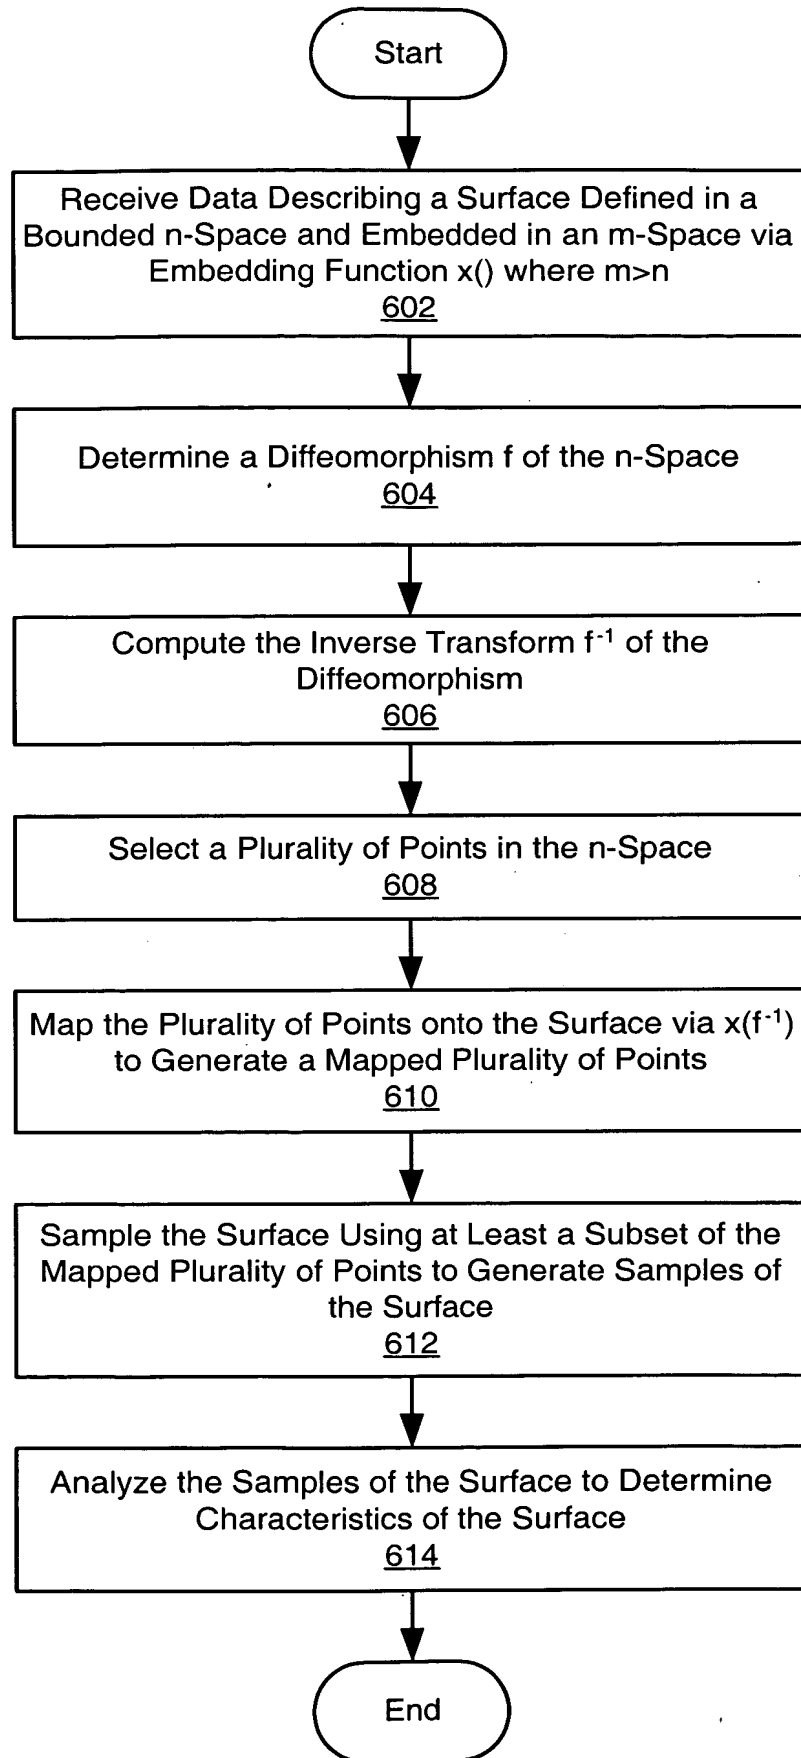 Start
Receive Data Describing a Surface Defined in a
Bounded n-Space and Embedded in an m-Space via
Embedding Function x() where m>n
602
Determine a Diffeomorphism f of the n-Space
604
Compute the Inverse Transform f⁻¹ of the
Diffeomorphism
606
Select a Plurality of Points in the n-Space
608
Map the Plurality of Points onto the Surface via x(f⁻¹)
to Generate a Mapped Plurality of Points
610
Sample the Surface Using at Least a Subset of the
Mapped Plurality of Points to Generate Samples of
the Surface
612
Analyze the Samples of the Surface to Determine
Characteristics of the Surface
614
End